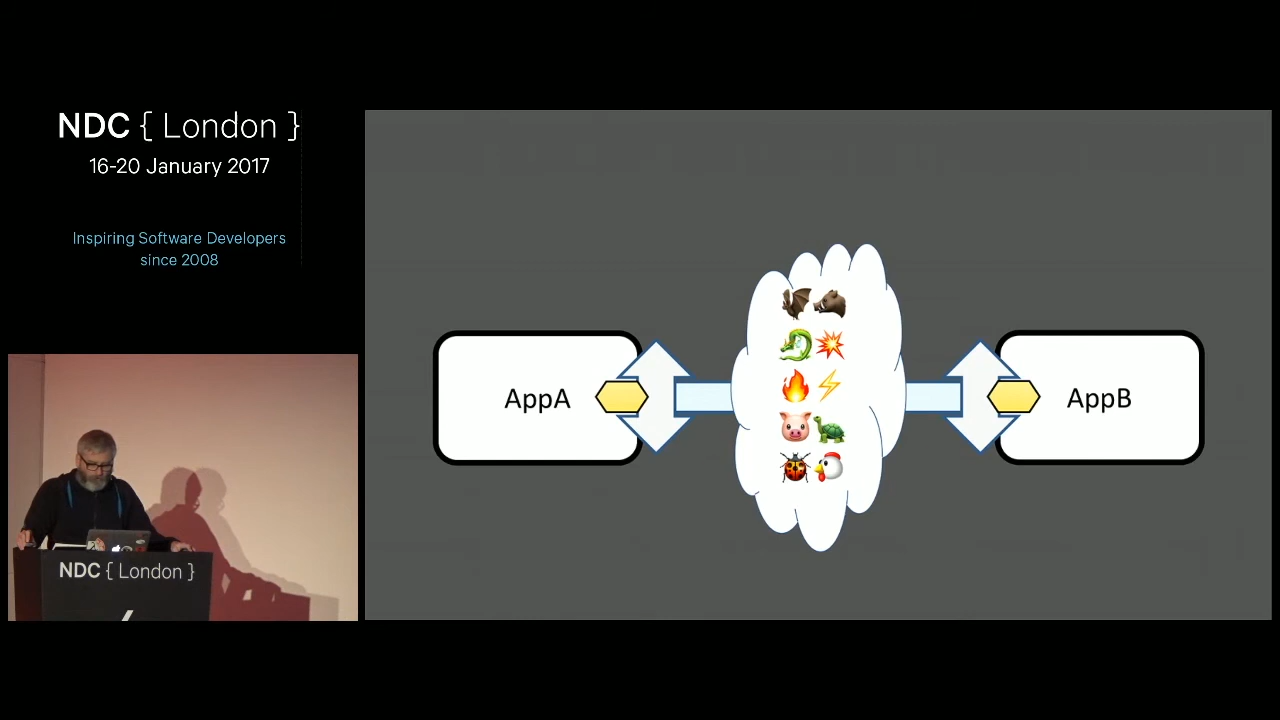 NDC { London }
16-20 January 2017
Inspiring Software Developers
since 2008
AppA
AppB
NDC { London }